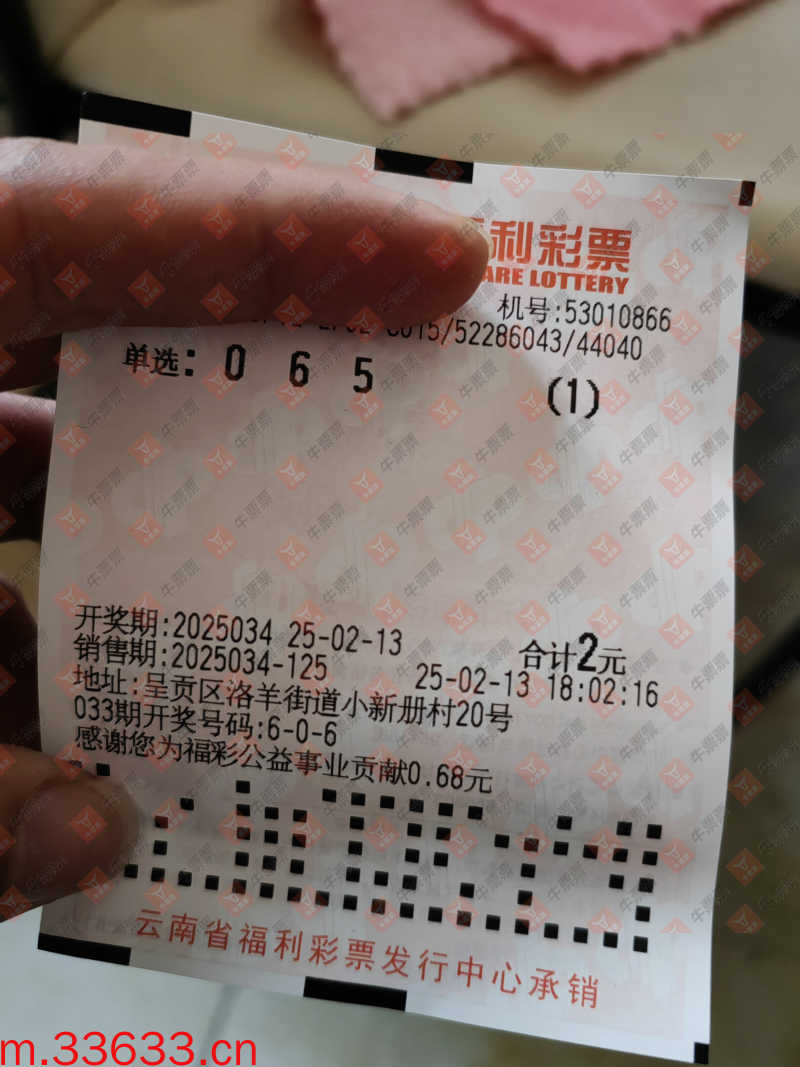 利彩票
ARE LOTTERY
机号:53010866
/52286043/44040
单选: 0 6 5 (1)
开奖期:2025034 25-02-13 合计2元
销售期:2025034-125 25-02-13 18:02:16
地址:呈贡区洛羊街道小新册村20号
033期开奖号码:6-0-6
感谢您为福彩公益事业贡献0.68元
云南省福利彩票发行中心承销
m.33633.cn
牛票票